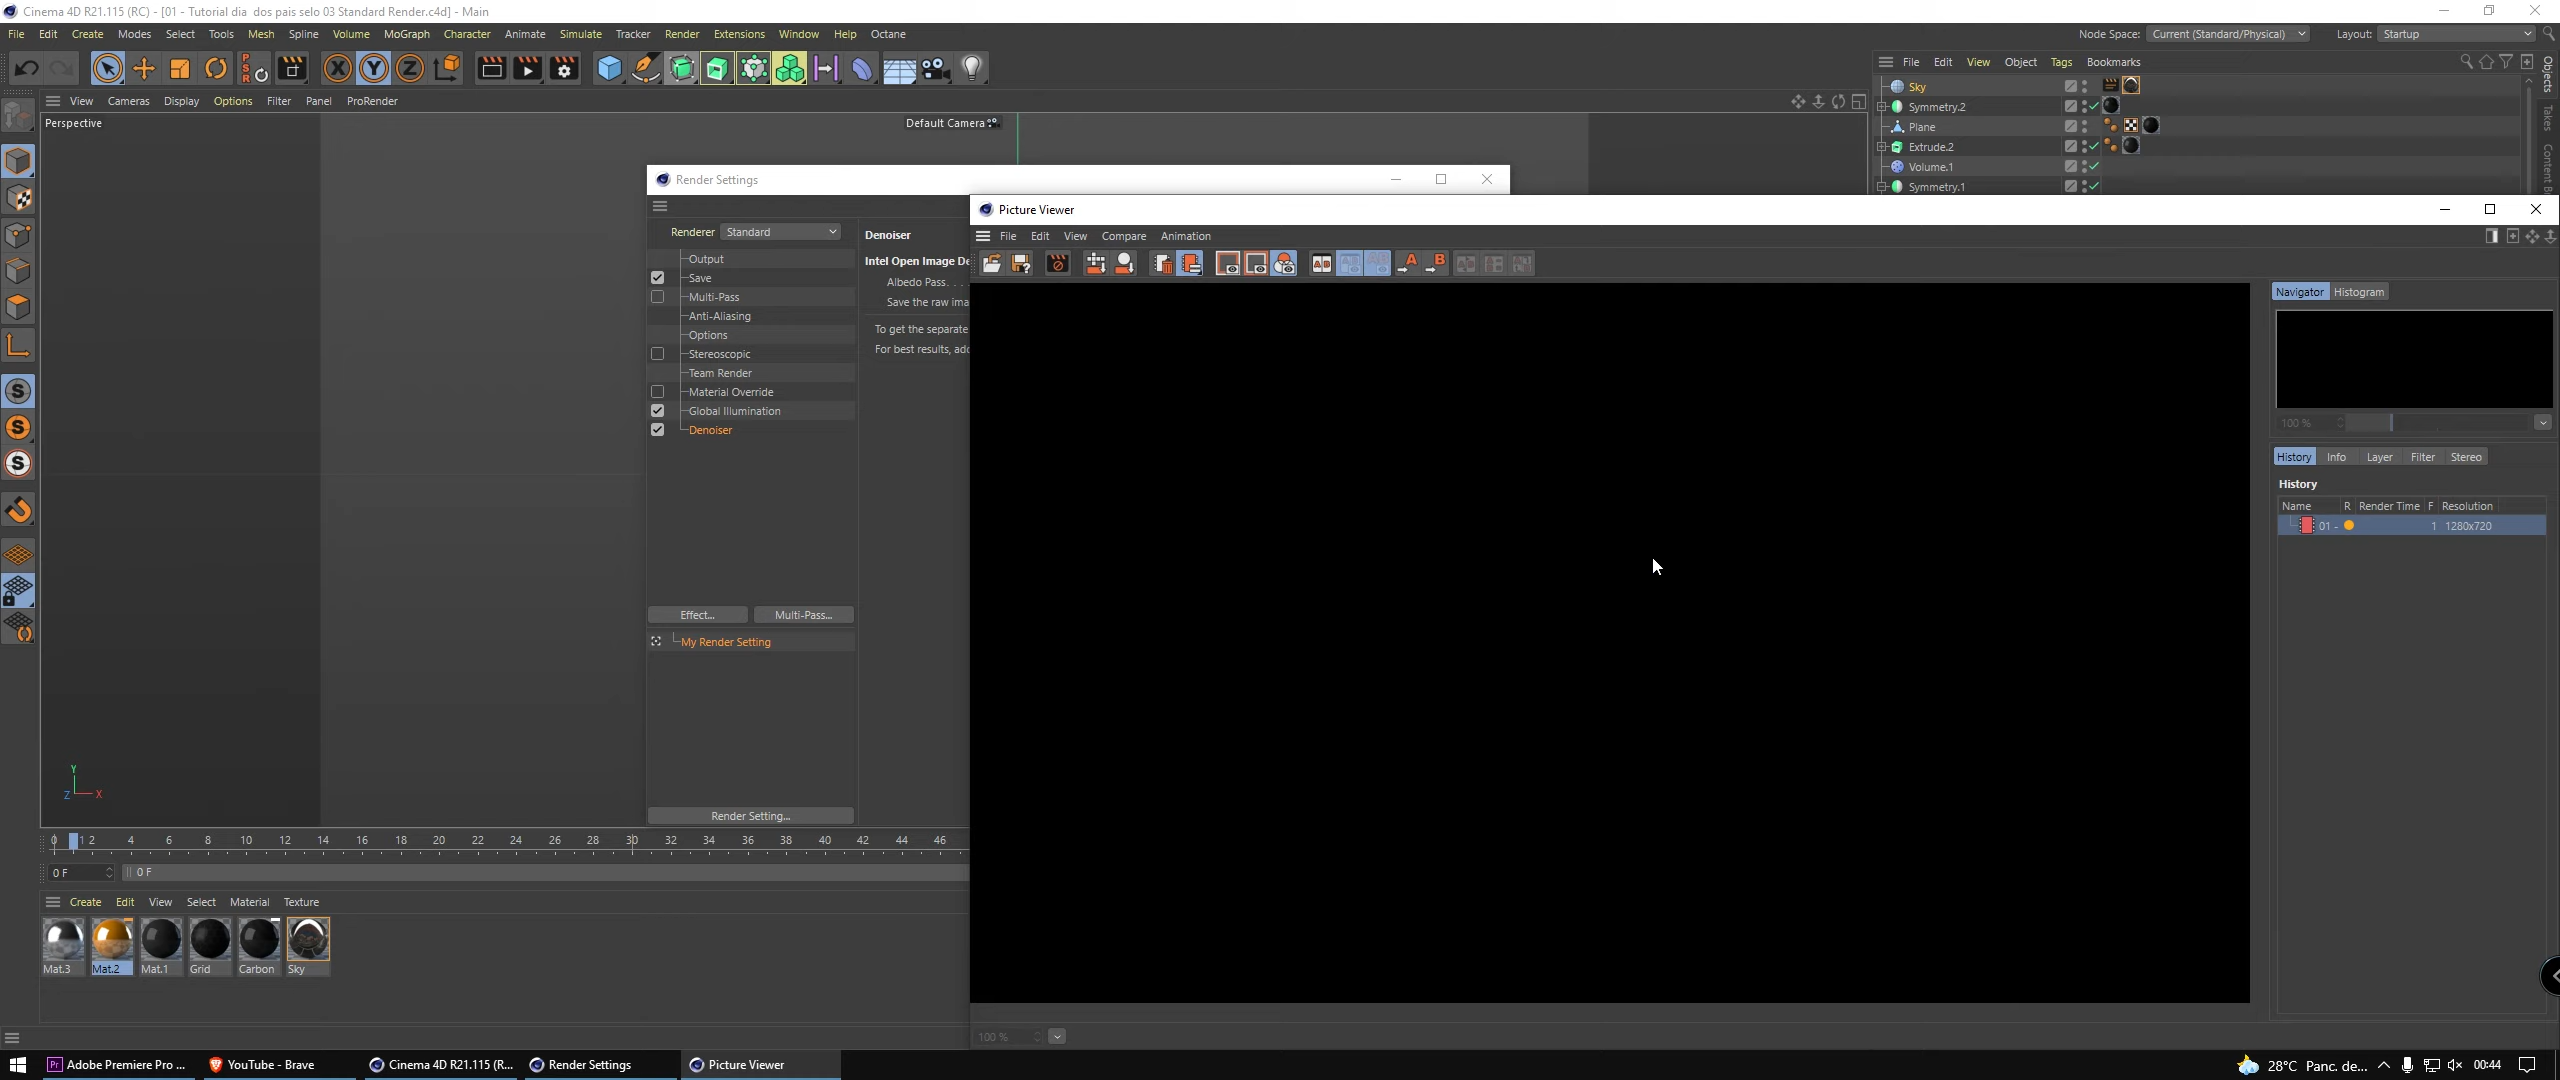 Cinema 4D R21.115 (RC) - [01 - Tutorial dia  dos pais selo 03 Standard Render.c4d] - Main
File Edit Create Modes Select Tools Mesh Spline Volume MoGraph Character Animate Simulate Tracker Render Extensions Window Help Octane
Node Space: Current (Standard/Physical) Layout: Startup
File Edit View Object Tags Bookmarks
View Cameras Display Options Filter Panel ProRender
Perspective
Default Camera
Sky
Symmetry.2
Plane
Extrude.2
Volume.1
Symmetry.1
Objects
Takes
Render Settings
Renderer Standard
Output
Save
Multi-Pass
Anti-Aliasing
Options
Stereoscopic
Team Render
Material Override
Global Illumination
Denoiser
Effect... Multi-Pass...
My Render Setting
Render Setting...
Denoiser
Intel Open Image De
Albedo Pass. . .
Save the raw ima
To get the separate
For best results, add
Picture Viewer
File Edit View Compare Animation
Navigator Histogram
100 %
History Info Layer Filter Stereo
History
Name R Render Time F Resolution
01 - 1 1280x720
100 %
Y
Z X
0 1 2 4 6 8 10 12 14 16 18 20 22 24 26 28 30 32 34 36 38 40 42 44 46
0 F 0 F
Create Edit View Select Material Texture
Mat.3 Mat.2 Mat.1 Grid Carbon Sky
Adobe Premiere Pro ... YouTube - Brave Cinema 4D R21.115 (R... Render Settings Picture Viewer
28°C Panc. de... 00:44